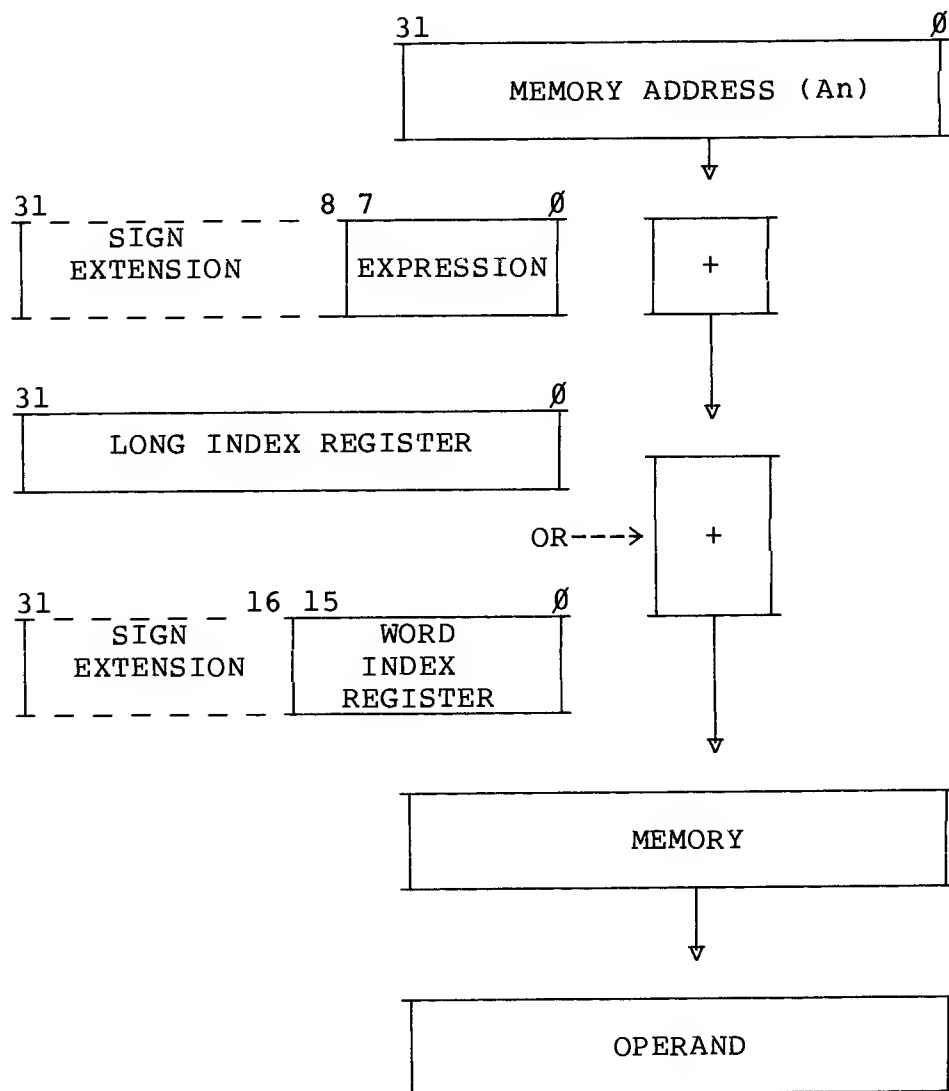 31 Ø
MEMORY ADDRESS (An)
31 8 7 Ø
SIGN
EXTENSION
EXPRESSION
+
31 Ø
LONG INDEX REGISTER
OR---->
+
31 16 15 Ø
SIGN
EXTENSION
WORD
INDEX
REGISTER
MEMORY
OPERAND